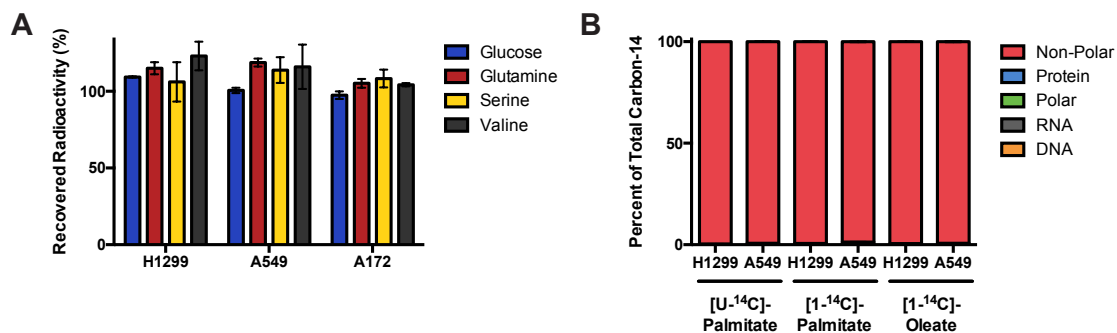 A
Recovered Radioactivity (%)
100
50
0
H1299 A549 A172
Glucose
Glutamine
Serine
Valine
B
Percent of Total Carbon-14
100
50
0
H1299 A549 H1299 A549 H1299 A549
[U-¹⁴C]- [1-¹⁴C]- [1-¹⁴C]-
Palmitate Palmitate Oleate
Non-Polar
Protein
Polar
RNA
DNA